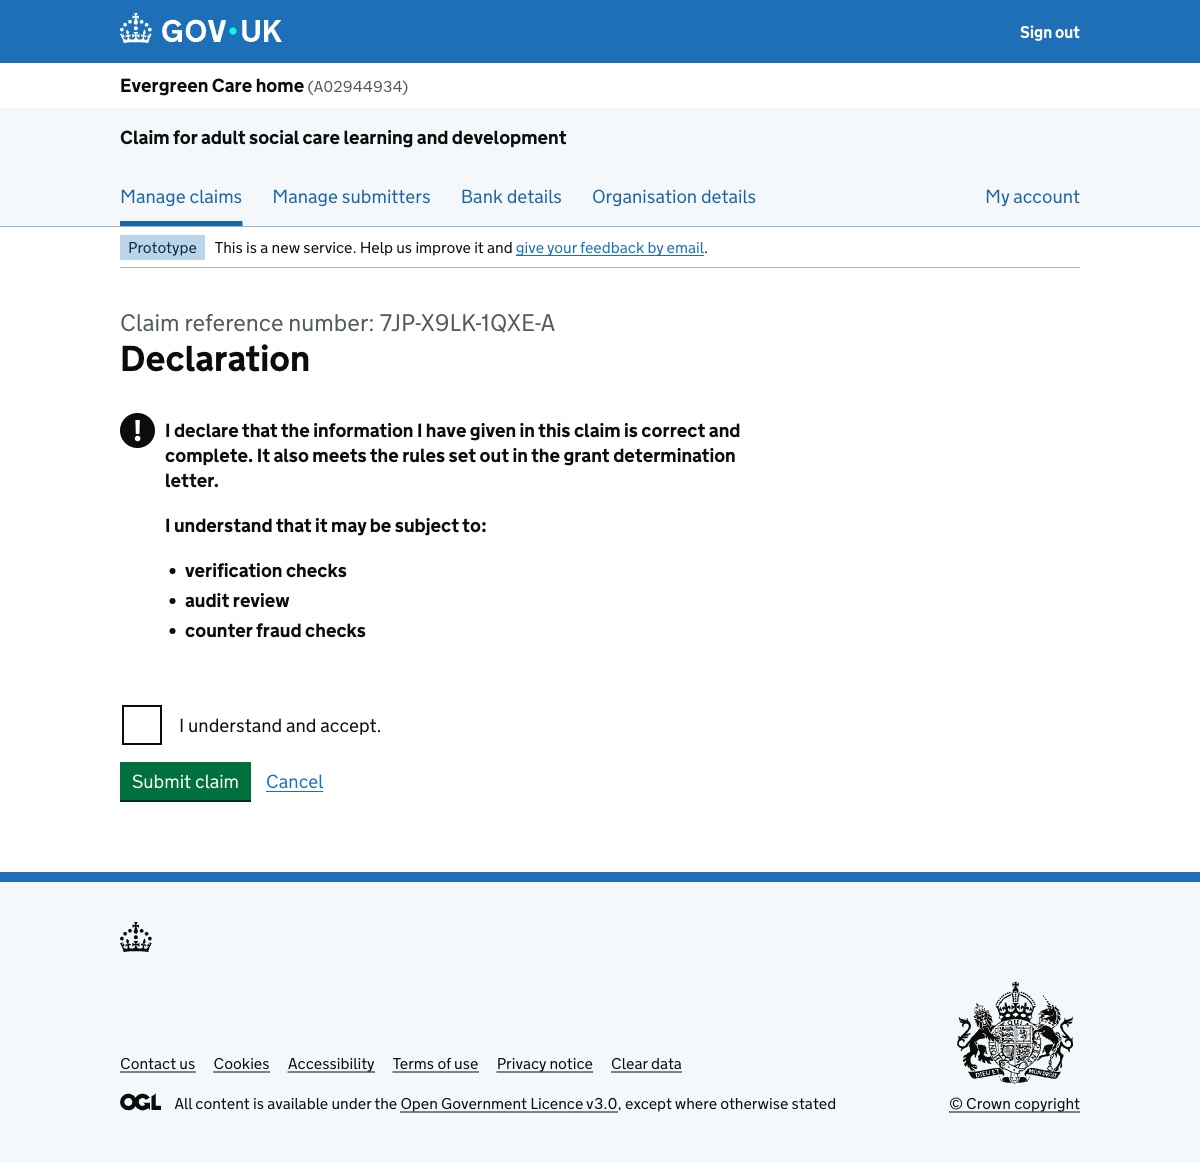 GOV·UK
Sign out
Evergreen Care home (A02944934)
Claim for adult social care learning and development
Manage claims Manage submitters Bank details Organisation details My account
Prototype This is a new service. Help us improve it and give your feedback by email.
Claim reference number: 7JP-X9LK-1QXE-A
Declaration
! I declare that the information I have given in this claim is correct and
complete. It also meets the rules set out in the grant determination
letter.
I understand that it may be subject to:
• verification checks
• audit review
• counter fraud checks
I understand and accept.
Submit claim Cancel
Contact us Cookies Accessibility Terms of use Privacy notice Clear data
OGL All content is available under the Open Government Licence v3.0, except where otherwise stated
DIEU ET MON DROIT
© Crown copyright